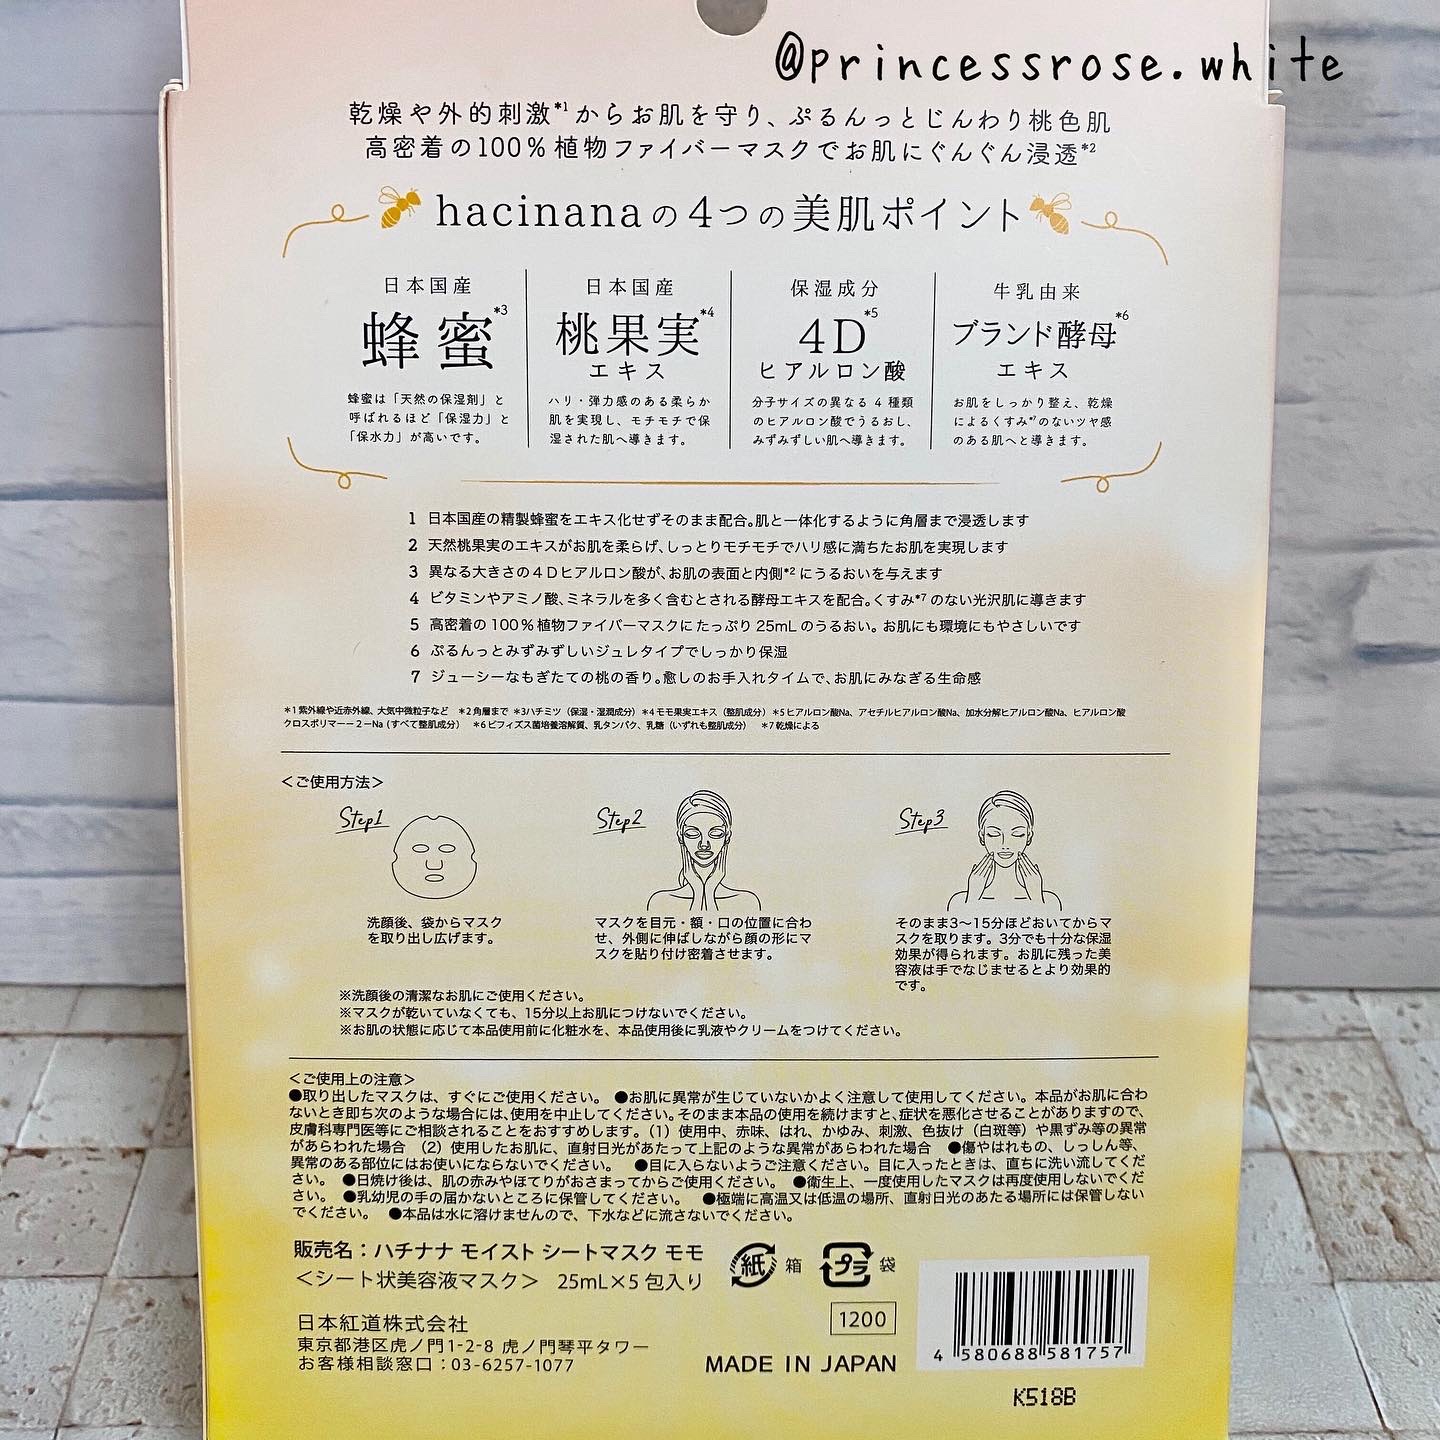 @princessrose.white
乾燥や外的刺激*1からお肌を守り、ぷるんっとじんわり桃色肌
高密着の100%植物ファイバーマスクでお肌にぐんぐん浸透*2
hacinanaの4つの美肌ポイント
日本国産
蜂蜜*3
蜂蜜は「天然の保湿剤」と
呼ばれるほど「保湿力」と
「保水力」が高いです。
日本国産
桃果実*4
エキス
ハリ・弾力感のある柔らか
肌を実現し、モチモチで保
湿された肌へ導きます。
保湿成分
4D*5
ヒアルロン酸
分子サイズの異なる4種類
のヒアルロン酸でうるおし、
みずみずしい肌へ導きます。
牛乳由来
ブランド酵母*6
エキス
お肌をしっかり整え、乾燥
によるくすみ*7のないツヤ感
のある肌へと導きます。
1 日本国産の精製蜂蜜をエキス化せずそのまま配合。肌と一体化するように角層まで浸透します
2 天然桃果実のエキスがお肌を柔らげ、しっとりモチモチでハリ感に満ちたお肌を実現します
3 異なる大きさの4Dヒアルロン酸が、お肌の表面と内側*2にうるおいを与えます
4 ビタミンやアミノ酸、ミネラルを多く含むとされる酵母エキスを配合。くすみ*7のない光沢肌に導きます
5 高密着の100%植物ファイバーマスクにたっぷり25mLのうるおい。お肌にも環境にもやさしいです
6 ぷるんっとみずみずしいジュレタイプでしっかり保湿
7 ジューシーなもぎたての桃の香り。癒しのお手入れタイムで、お肌にみなぎる生命感
*1 紫外線や近赤外線、大気中微粒子など *2 角層まで *3 ハチミツ（保湿・湿潤成分） *4 モモ果実エキス（整肌成分） *5 ヒアルロン酸Na、アセチルヒアルロン酸Na、加水分解ヒアルロン酸Na、ヒアルロン酸
クロスポリマー－2－Na（すべて整肌成分） *6 ビフィズス菌培養溶解質、乳タンパク、乳糖（いずれも整肌成分） *7 乾燥による
＜ご使用方法＞
Step1
洗顔後、袋からマスク
を取り出し広げます。
Step2
マスクを目元・額・口の位置に合わ
せ、外側に伸ばしながら顔の形にマ
スクを貼り付け密着させます。
Step3
そのまま3〜15分ほどおいてからマ
スクを取ります。3分でも十分な保湿
効果が得られます。お肌に残った美
容液は手でなじませるとより効果的
です。
※洗顔後の清潔なお肌にご使用ください。
※マスクが乾いていなくても、15分以上お肌につけないでください。
※お肌の状態に応じて本品使用前に化粧水を、本品使用後に乳液やクリームをつけてください。
＜ご使用上の注意＞
●取り出したマスクは、すぐにご使用ください。 ●お肌に異常が生じていないかよく注意して使用してください。本品がお肌に合わ
ないとき即ち次のような場合には、使用を中止してください。そのまま本品の使用を続けますと、症状を悪化させることがありますので、
皮膚科専門医等にご相談されることをおすすめします。（1）使用中、赤味、はれ、かゆみ、刺激、色抜け（白斑等）や黒ずみ等の異常
があらわれた場合 （2）使用したお肌に、直射日光があたって上記のような異常があらわれた場合 ●傷やはれもの、しっしん等、
異常のある部位にはお使いにならないでください。 ●目に入らないようご注意ください。目に入ったときは、直ちに洗い流してくだ
さい。 ●日焼け後は、肌の赤みやほてりがおさまってからご使用ください。 ●衛生上、一度使用したマスクは再度使用しないでくだ
さい。 ●乳幼児の手の届かないところに保管してください。 ●極端に高温又は低温の場所、直射日光のあたる場所には保管しない
でください。 ●本品は水に溶けませんので、下水などに流さないでください。
販売名：ハチナナ モイスト シートマスク モモ
＜シート状美容液マスク＞ 25mL×5包入り
紙 箱
プラ 袋
日本紅道株式会社
東京都港区虎ノ門1-2-8 虎ノ門琴平タワー
お客様相談窓口：03-6257-1077
1200
MADE IN JAPAN
4 580688 581757
K518B